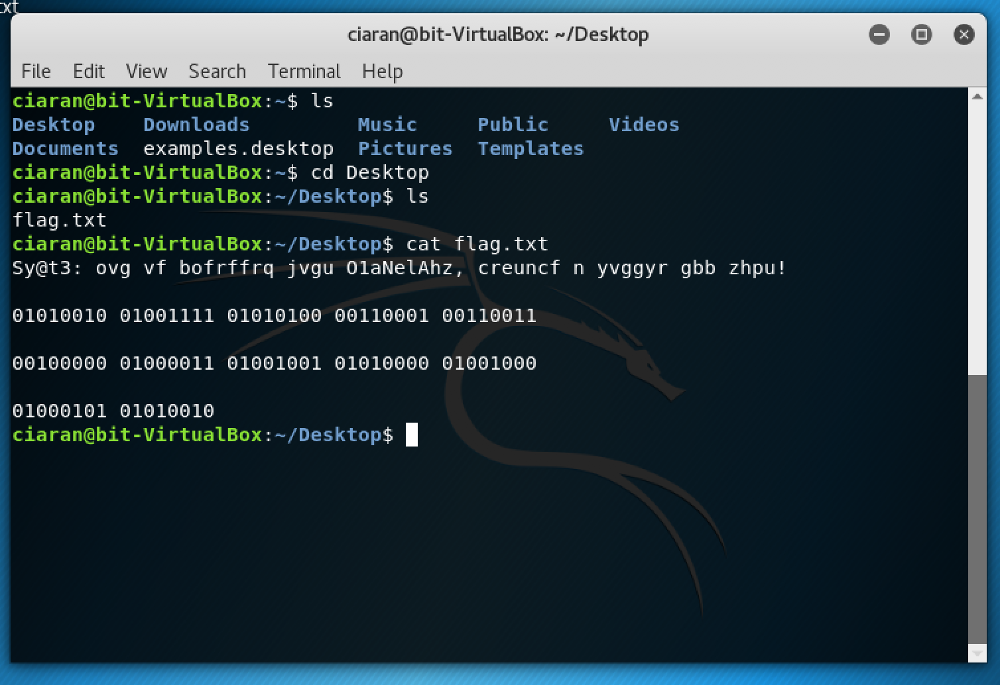 txt
ciaran@bit-VirtualBox: ~/Desktop
File Edit View Search Terminal Help
ciaran@bit-VirtualBox:~$ ls
Desktop Downloads Music Public Videos
Documents examples.desktop Pictures Templates
ciaran@bit-VirtualBox:~$ cd Desktop
ciaran@bit-VirtualBox:~/Desktop$ ls
flag.txt
ciaran@bit-VirtualBox:~/Desktop$ cat flag.txt
Sy@t3: ovg vf bofrffrq jvgu O1aNelAhz, creuncf n yvggyr gbb zhpu!
01010010 01001111 01010100 00110001 00110011
00100000 01000011 01001001 01010000 01001000
01000101 01010010
ciaran@bit-VirtualBox:~/Desktop$